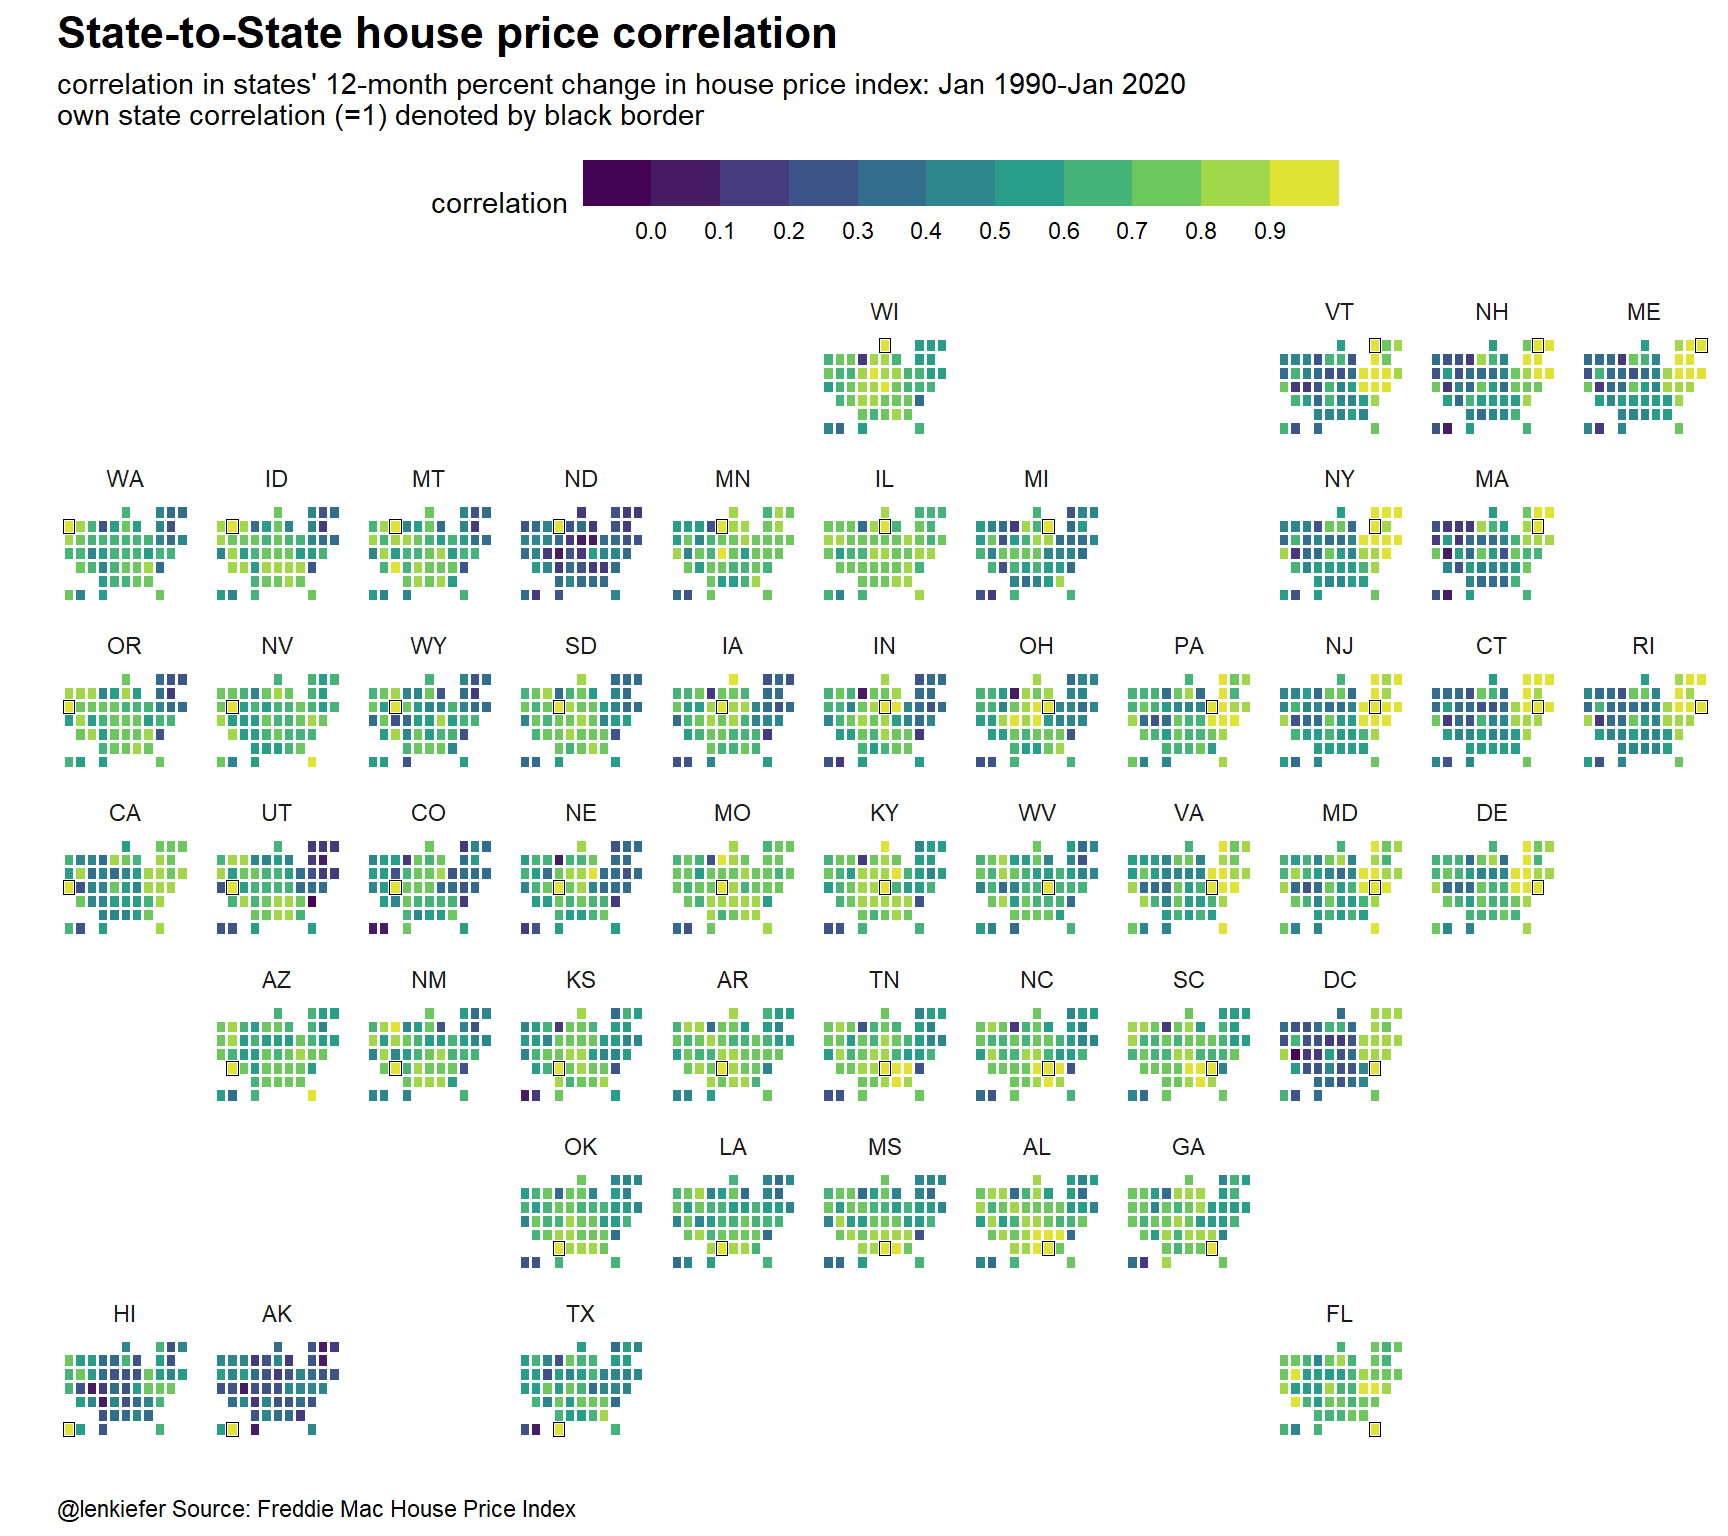 State-to-State house price correlation
correlation in states' 12-month percent change in house price index: Jan 1990-Jan 2020
own state correlation (=1) denoted by black border
correlation
0.0 0.1 0.2 0.3 0.4 0.5 0.6 0.7 0.8 0.9
WI VT NH ME
WA ID MT ND MN IL MI NY MA
OR NV WY SD IA IN OH PA NJ CT RI
CA UT CO NE MO KY WV VA MD DE
AZ NM KS AR TN NC SC DC
OK LA MS AL GA
HI AK TX FL
@lenkiefer Source: Freddie Mac House Price Index